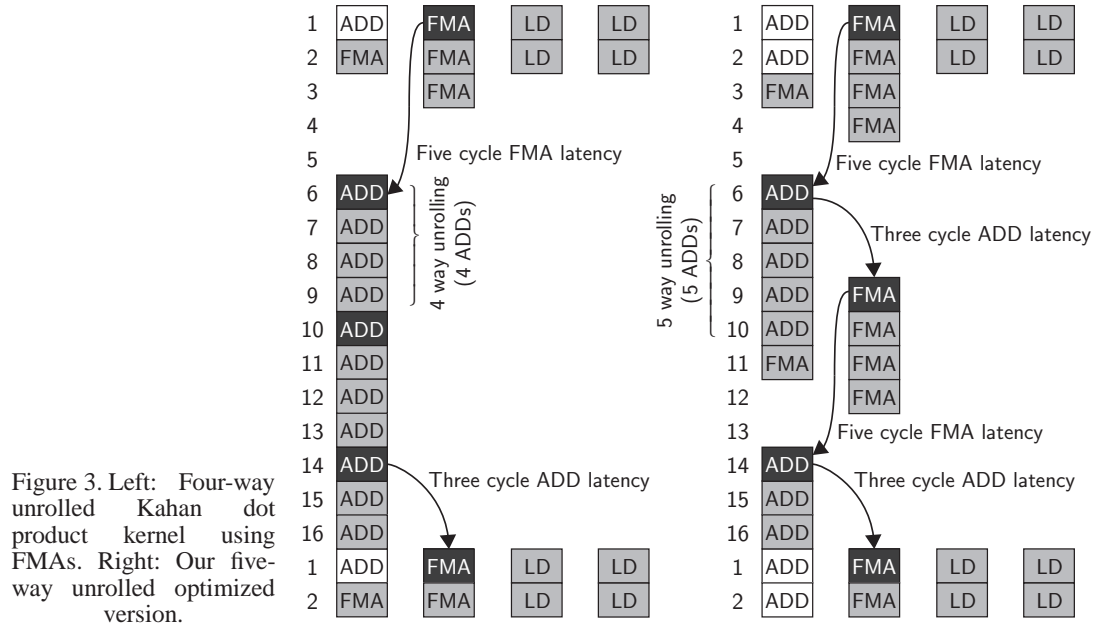 1 ADD FMA LD LD
2 FMA FMA LD LD
3 FMA
4
5
Five cycle FMA latency
6 ADD
7 ADD
8 ADD
9 ADD
4 way unrolling
(4 ADDs)
10 ADD
11 ADD
12 ADD
13 ADD
14 ADD
Three cycle ADD latency
15 ADD
16 ADD
1 ADD FMA LD LD
2 FMA FMA LD LD
1 ADD FMA LD LD
2 ADD FMA LD LD
3 FMA FMA
4 FMA
5
Five cycle FMA latency
6 ADD
7 ADD
Three cycle ADD latency
8 ADD
5 way unrolling
(5 ADDs)
9 ADD FMA
10 ADD FMA
11 FMA FMA
12 FMA
13
Five cycle FMA latency
14 ADD
Three cycle ADD latency
15 ADD
16 ADD
1 ADD FMA LD LD
2 ADD FMA LD LD
Figure 3. Left: Four-way
unrolled Kahan dot
product kernel using
FMAs. Right: Our five-
way unrolled optimized
version.